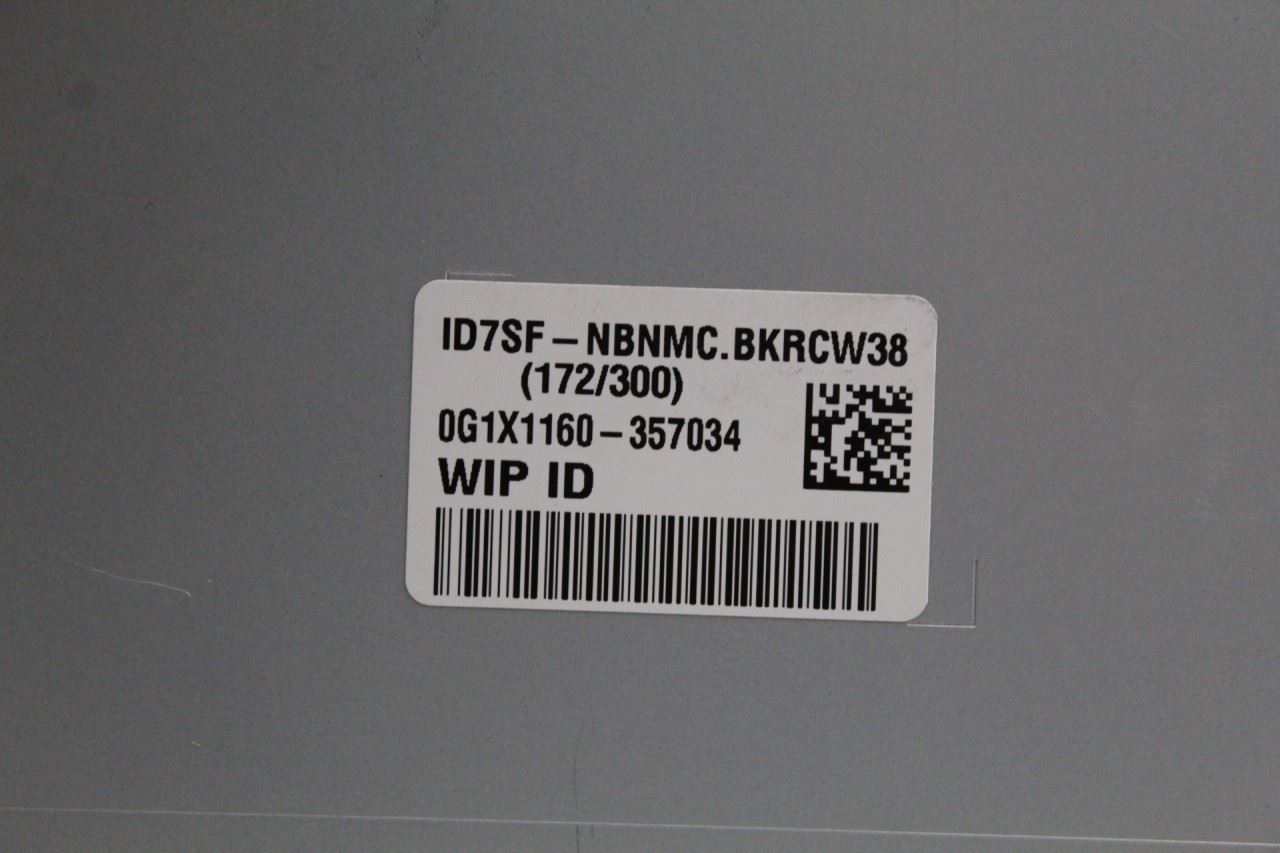 ID7SF-NBNMC.BKRCW38
(172/300)
0G1X1160-357034
WIP ID